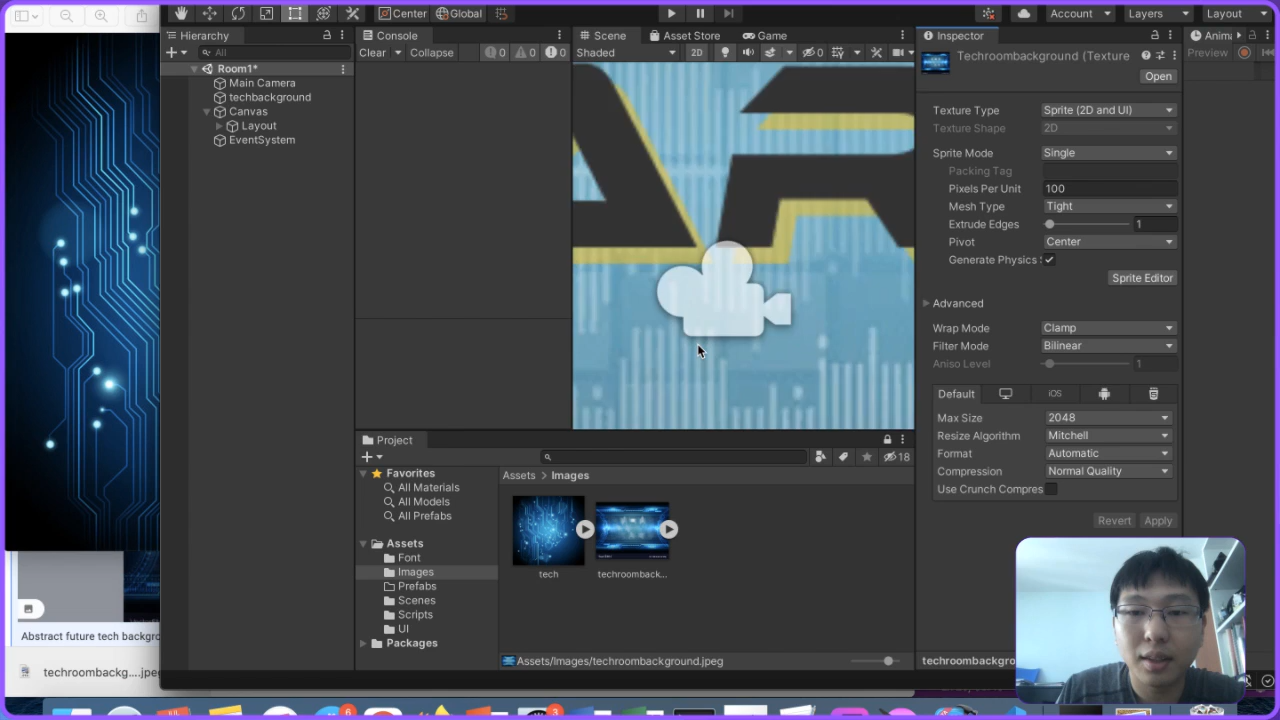 Center
Global
Account
Layers
Layout
Hierarchy
All
Room1*
Main Camera
techbackground
Canvas
Layout
EventSystem
Console
Clear
Collapse
0
0
0
Scene
Asset Store
Game
Shaded
2D
0
Project
18
Favorites
All Materials
All Models
All Prefabs
Assets
Font
Images
Prefabs
Scenes
Scripts
UI
Packages
Assets > Images
tech
techroomback...
Assets/Images/techroombackground.jpeg
Inspector
Techroombackground (Texture
Open
Texture Type
Sprite (2D and UI)
Texture Shape
2D
Sprite Mode
Single
Packing Tag
Pixels Per Unit
100
Mesh Type
Tight
Extrude Edges
1
Pivot
Center
Generate Physics S
Sprite Editor
Advanced
Wrap Mode
Clamp
Filter Mode
Bilinear
Aniso Level
1
Default
iOS
Max Size
2048
Resize Algorithm
Mitchell
Format
Automatic
Compression
Normal Quality
Use Crunch Compres
Revert
Apply
techroombackgro
Anima
Preview
Abstract future tech backgro
techroombackg....jpeg
6
3